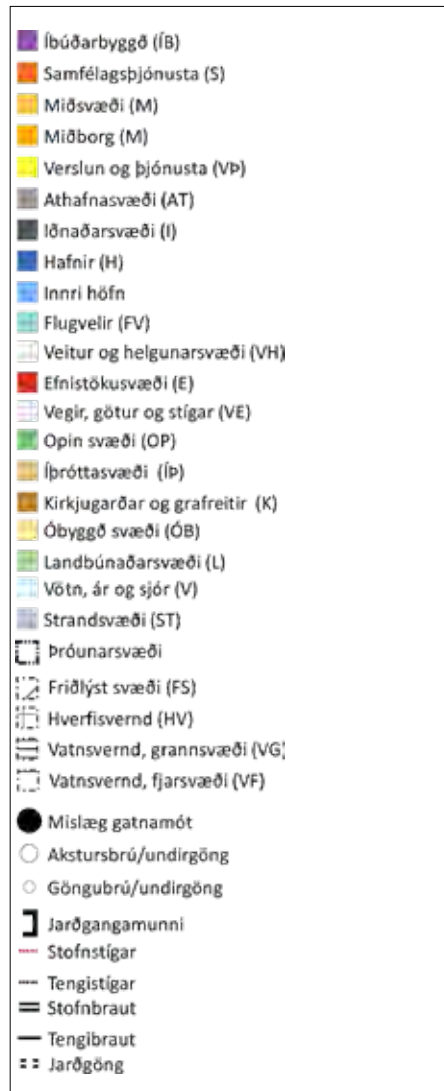 Íbúðarbyggð (ÍB)
Samfélagsþjónusta (S)
Miðsvæði (M)
Miðborg (M)
Verslun og þjónusta (VÞ)
Athafnasvæði (AT)
Iðnaðarsvæði (I)
Hafnir (H)
Innri höfn
Flugvelir (FV)
Veitur og helgunarsvæði (VH)
Efnistökusvæði (E)
Vegir, götur og stígar (VE)
Opin svæði (OP)
Íþróttasvæði (ÍÞ)
Kirkjugarðar og grafreitir (K)
Óbyggð svæði (ÓB)
Landbúnaðarsvæði (L)
Vötn, ár og sjór (V)
Strandsvæði (ST)
Þróunarsvæði
Friðlýst svæði (FS)
Hverfisvernd (HV)
Vatnsvernd, grannsvæði (VG)
Vatnsvernd, fjarsvæði (VF)
Mislæg gatnamót
Akstursbrú/undirgöng
Göngubrú/undirgöng
Jarðgangamunni
Stofnstígar
Tengistígar
Stofnbraut
Tengibraut
Jarðgöng